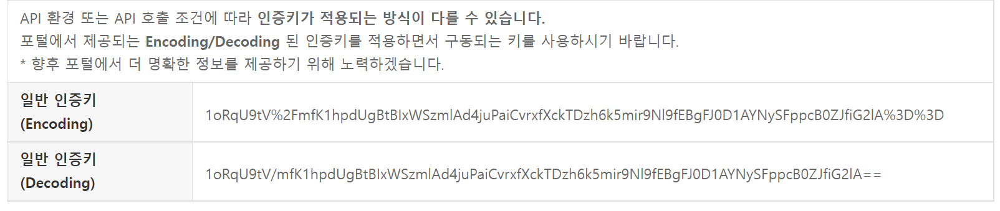 API 환경 또는 API 호출 조건에 따라 인증키가 적용되는 방식이 다를 수 있습니다.
포털에서 제공되는 Encoding/Decoding 된 인증키를 적용하면서 구동되는 키를 사용하시기 바랍니다.
* 향후 포털에서 더 명확한 정보를 제공하기 위해 노력하겠습니다.
일반 인증키
(Encoding)
1oRqU9tV%2FmfK1hpdUgBtBIxWSzmlAd4juPaiCvrxfXckTDzh6k5mir9Nl9fEBgFJ0D1AYNySFppcB0ZJfiG2lA%3D%3D
일반 인증키
(Decoding)
1oRqU9tV/mfK1hpdUgBtBIxWSzmlAd4juPaiCvrxfXckTDzh6k5mir9Nl9fEBgFJ0D1AYNySFppcB0ZJfiG2lA==